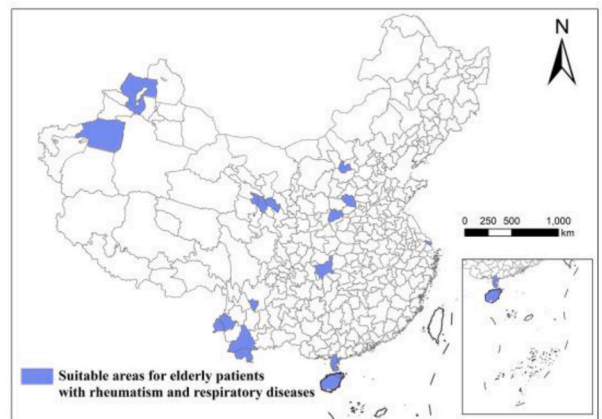 N
0 250 500 1,000
km
Suitable areas for elderly patients
with rheumatism and respiratory diseases